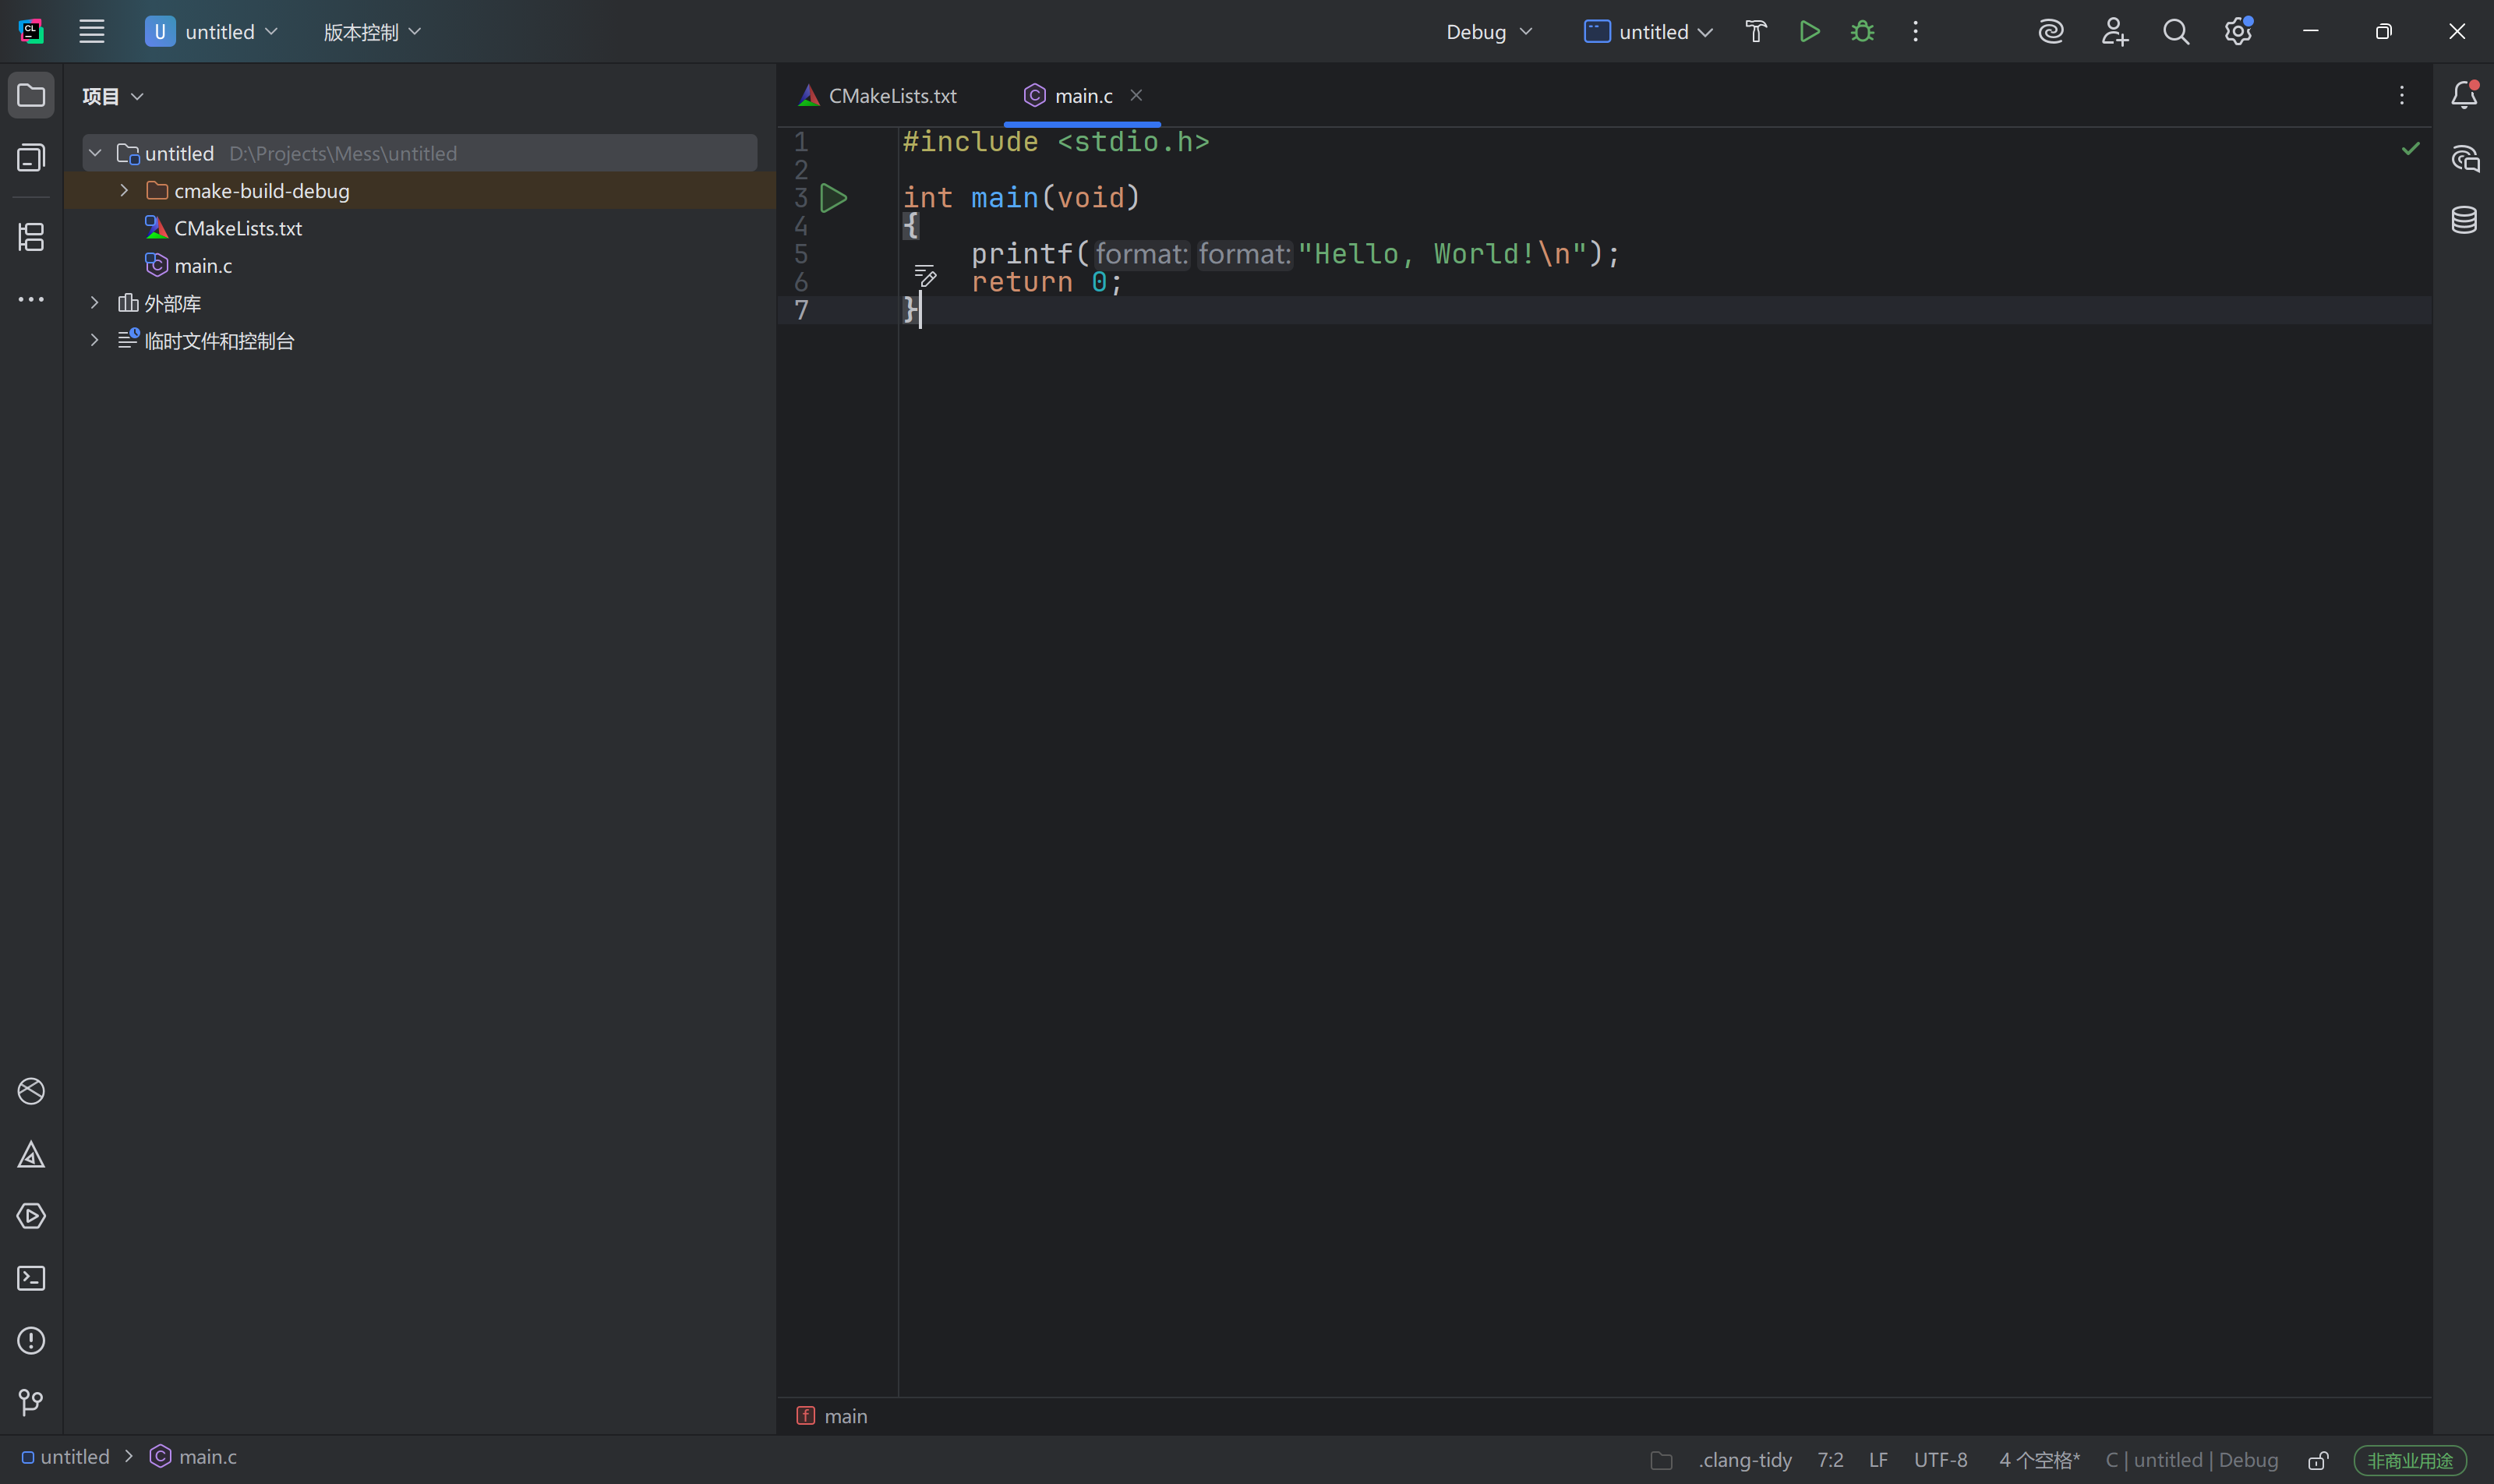 CL
U untitled 版本控制 Debug untitled
项目
CMakeLists.txt main.c
untitled D:\Projects\Mess\untitled
cmake-build-debug
CMakeLists.txt
main.c
外部库
临时文件和控制台
1 #include <stdio.h>
2
3 int main(void)
4 {
5 printf(format: format: "Hello, World!\n");
6 return 0;
7 }
f main
untitled > main.c .clang-tidy 7:2 LF UTF-8 4 个空格* C | untitled | Debug 非商业用途